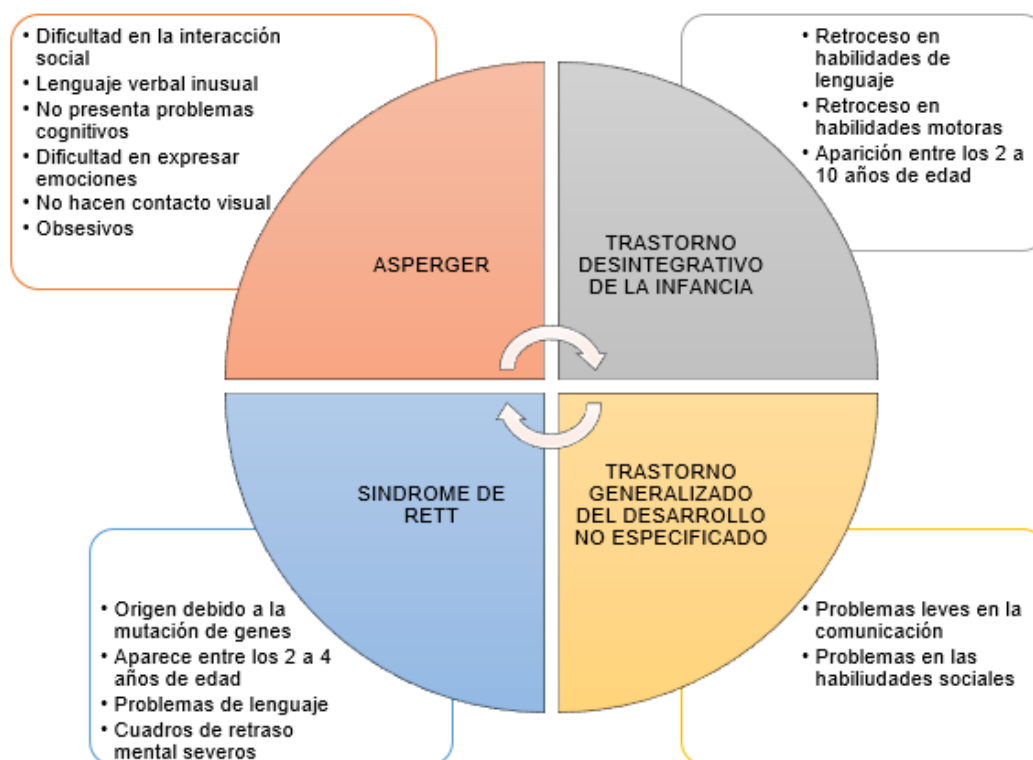 • Dificultad en la interacción
social
• Lenguaje verbal inusual
• No presenta problemas
cognitivos
• Dificultad en expresar
emociones
• No hacen contacto visual
• Obsesivos
• Retroceso en
habilidades de
lenguaje
• Retroceso en
habilidades motoras
• Aparición entre los 2 a
10 años de edad
ASPERGER
TRASTORNO
DESINTEGRATIVO
DE LA INFANCIA
SINDROME DE
RETT
TRASTORNO
GENERALIZADO
DEL DESARROLLO
NO ESPECIFICADO
• Origen debido a la
mutación de genes
• Aparece entre los 2 a 4
años de edad
• Problemas de lenguaje
• Cuadros de retraso
mental severos
• Problemas leves en la
comunicación
• Problemas en las
habiliudades sociales